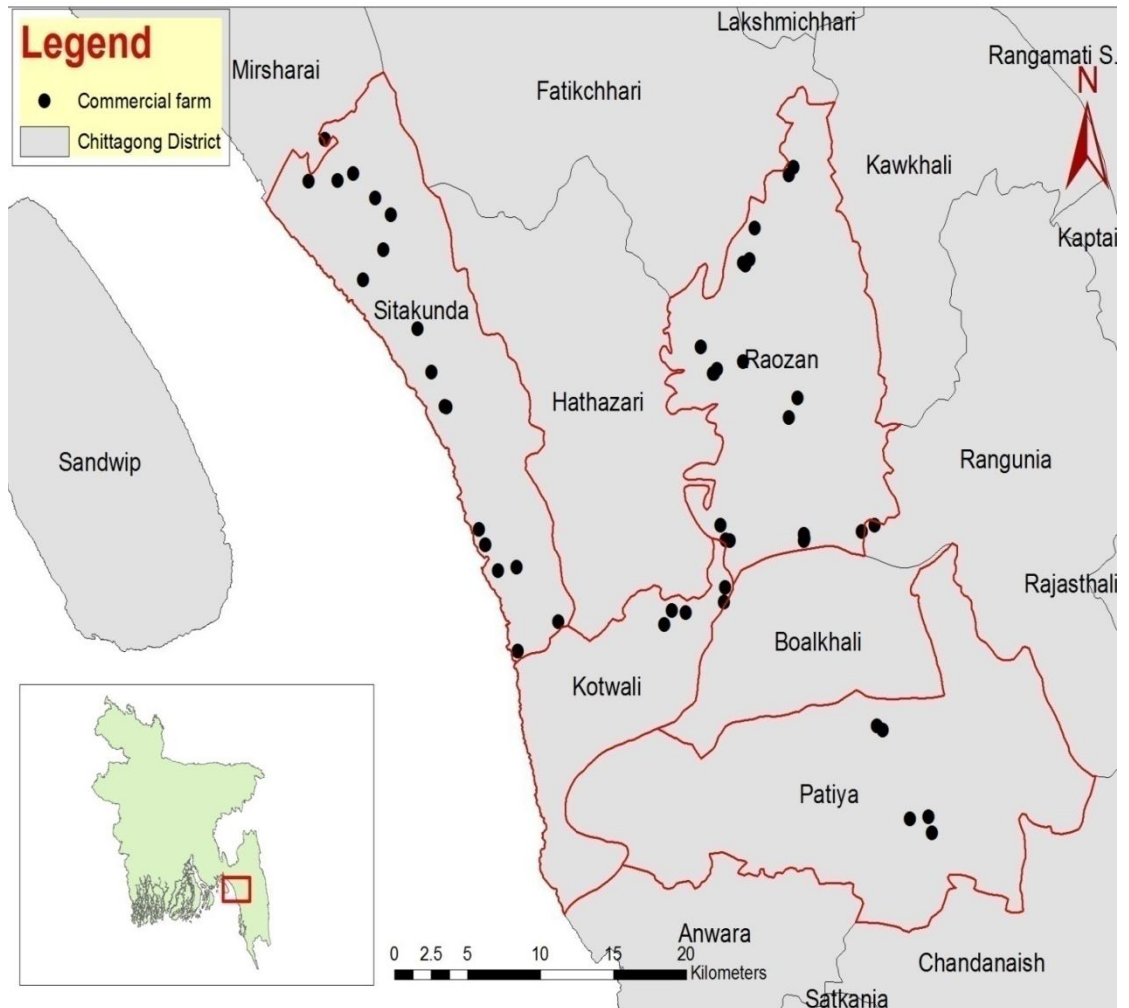 Legend
Commercial farm
Chittagong District
Lakshmichhari
Rangamati S.
Mirsharai
Fatikchhari
N
Kawkhali
Kaptai
Sitakunda
Raozan
Hathazari
Sandwip
Rangunia
Rajasthali
Boalkhali
Kotwali
Patiya
Anwara
Chandanaish
Satkania
0 2.5 5 10 15 20
Kilometers